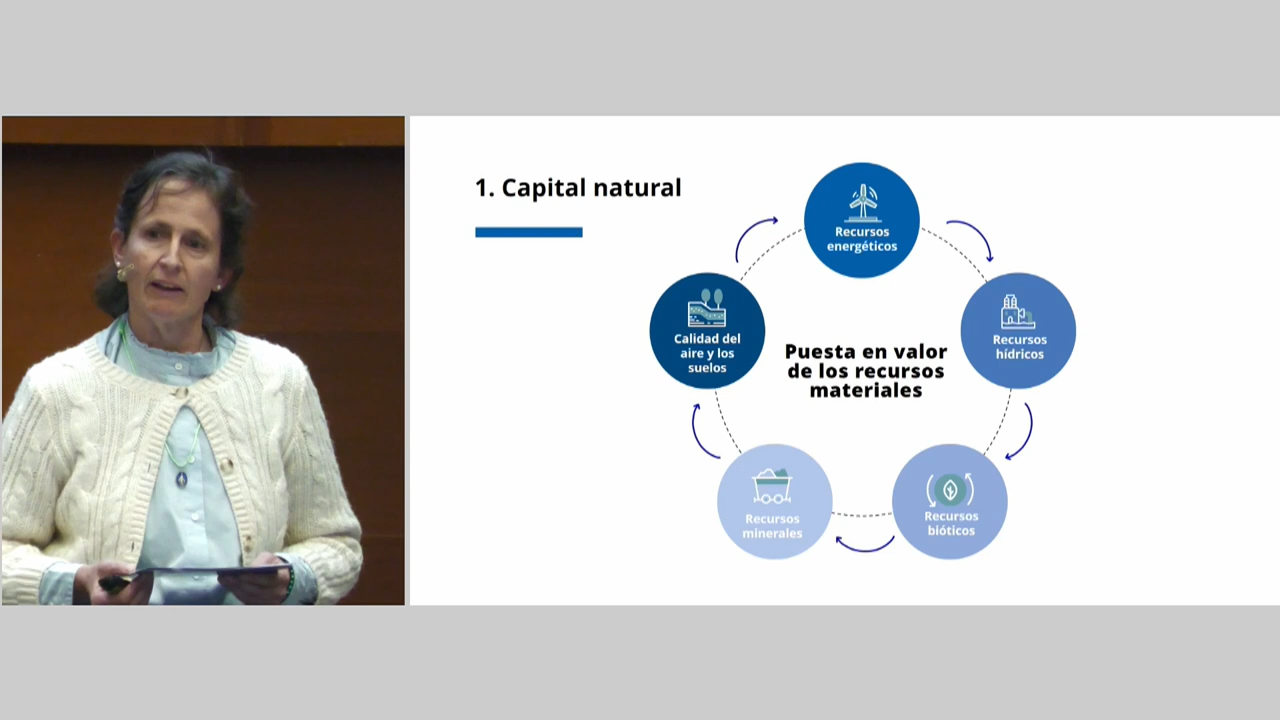 1. Capital natural
Recursos
energéticos
Recursos
hídricos
Recursos
bióticos
Recursos
minerales
Calidad del
aire y los
suelos
Puesta en valor
de los recursos
materiales